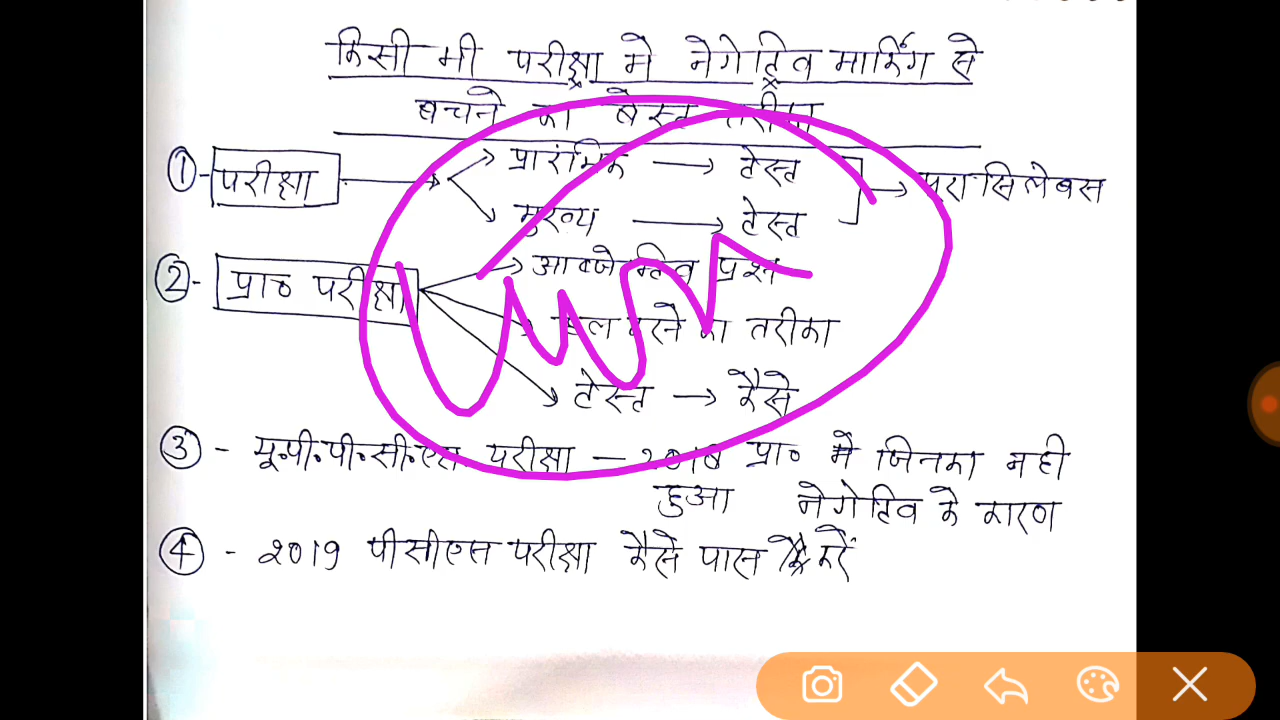 किसी भी परीक्षा मे नेगेट्रिव मार्किंग से
बचने का बेस्ट तरीका
① - परीक्षा → प्रारंभिक → टेस्ट
मुख्य → टेस्ट → पूरा सिलेबस
② - प्रा० परीक्षा → आब्जेक्टिव प्रश्न
हल करने का तरीका
टेस्ट → कैसे
③ - यू.पी.पी.सी.एस. परीक्षा – 2018 प्रा० में जिनका नही
हुआ नेगेटिव के कारण
④ - 2019 पीसीएस परीक्षा कैसे पास करें